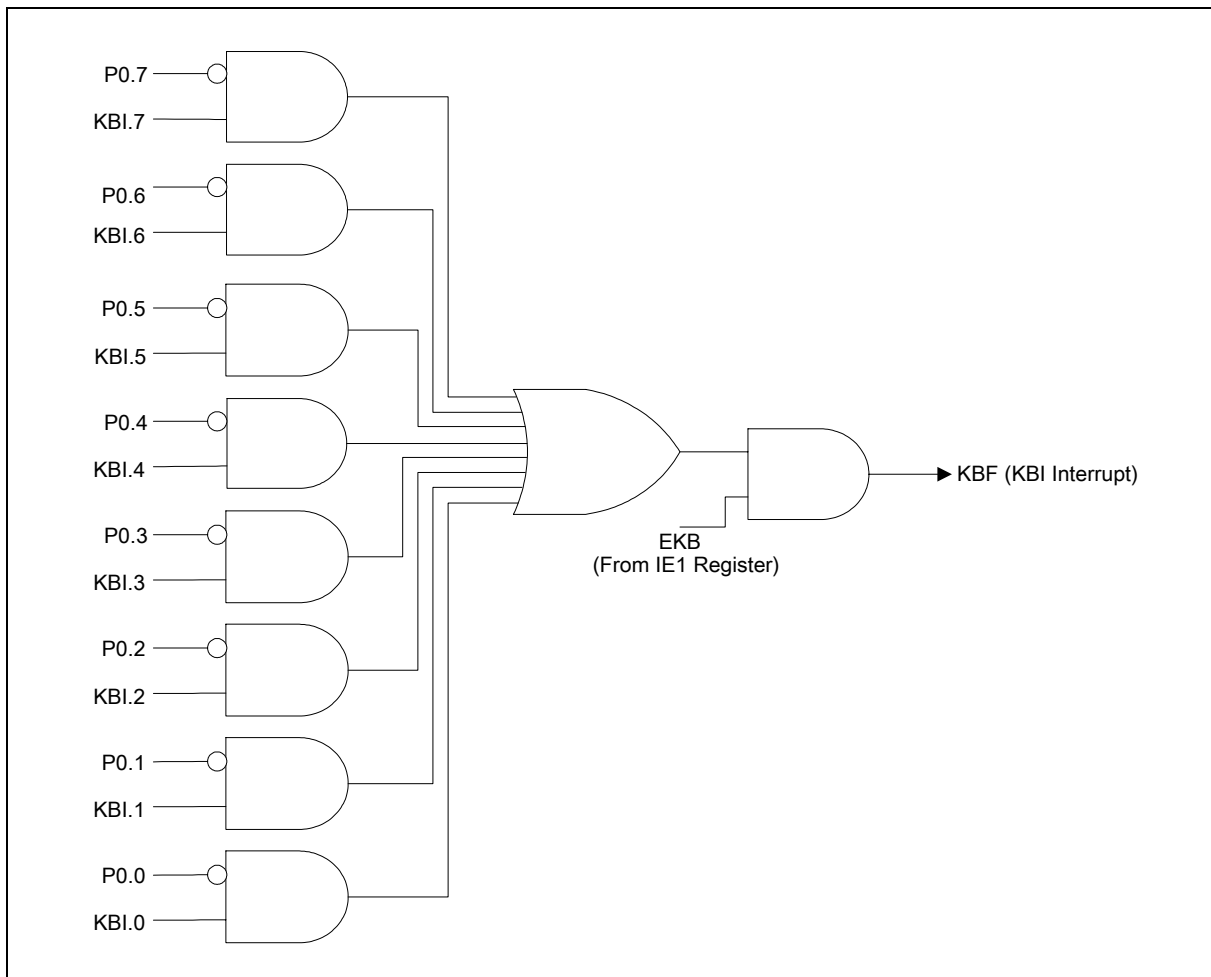 P0.7
KBI.7
P0.6
KBI.6
P0.5
KBI.5
P0.4
KBI.4
P0.3
KBI.3
P0.2
KBI.2
P0.1
KBI.1
P0.0
KBI.0
EKB
(From IE1 Register)
KBF (KBI Interrupt)